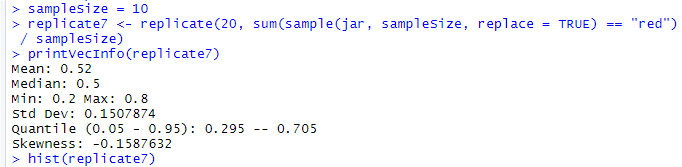 > sampleSize = 10
> replicate7 <- replicate(20, sum(sample(jar, sampleSize, replace = TRUE) == "red")
 / sampleSize)
> printVecInfo(replicate7)
Mean: 0.52
Median: 0.5
Min: 0.2 Max: 0.8
Std Dev: 0.1507874
Quantile (0.05 - 0.95): 0.295 -- 0.705
Skewness: -0.1587632
> hist(replicate7)